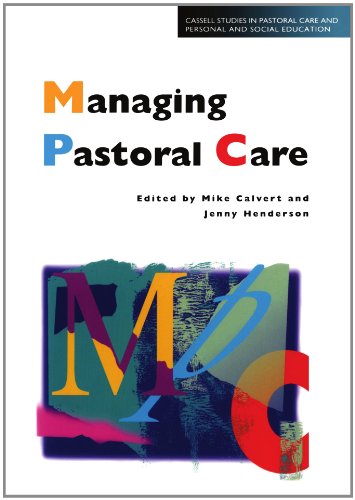 CASSELL STUDIES IN PASTORAL CARE AND
PERSONAL AND SOCIAL EDUCATION
Managing
Pastoral Care
Edited by Mike Calvert and
Jenny Henderson
M p c